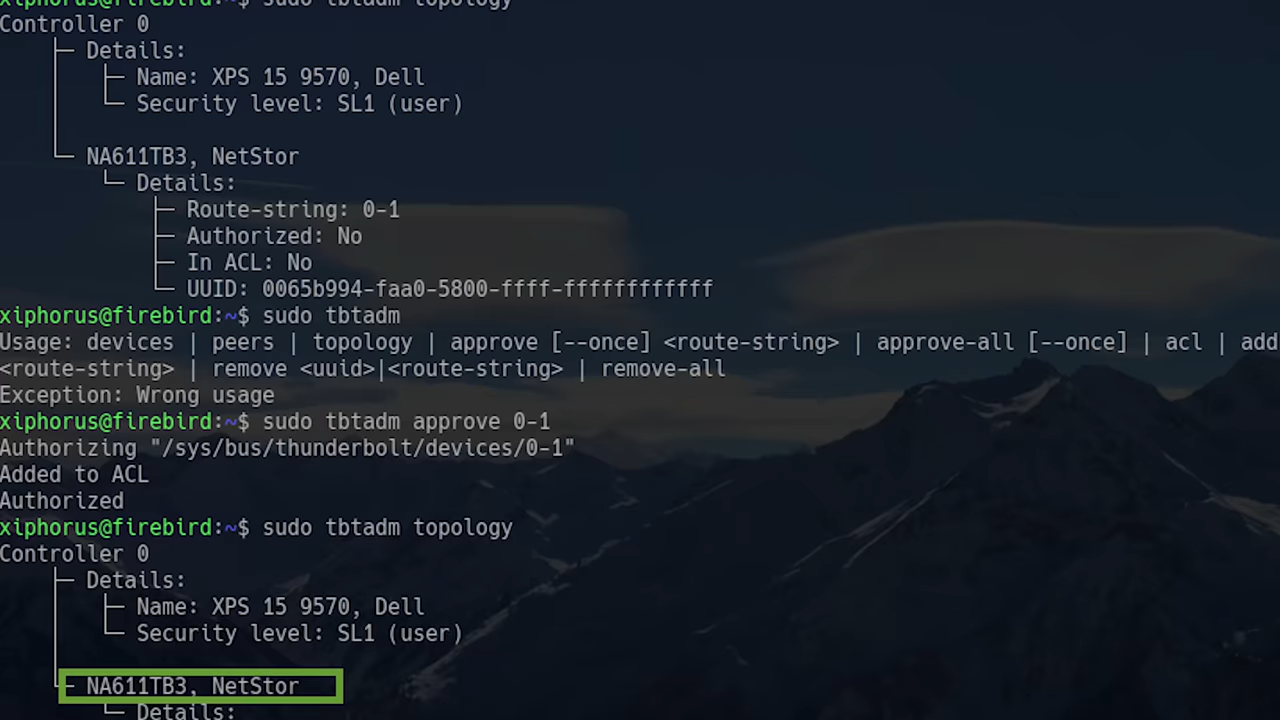 xiphorus@firebird:~$ sudo tbtadm topology
Controller 0
├─ Details:
│ ├─ Name: XPS 15 9570, Dell
│ └─ Security level: SL1 (user)
└─ NA611TB3, NetStor
└─ Details:
├─ Route-string: 0-1
├─ Authorized: No
├─ In ACL: No
└─ UUID: 0065b994-faa0-5800-ffff-ffffffffffff
xiphorus@firebird:~$ sudo tbtadm
Usage: devices | peers | topology | approve [--once] <route-string> | approve-all [--once] | acl | add
<route-string> | remove <uuid>|<route-string> | remove-all
Exception: Wrong usage
xiphorus@firebird:~$ sudo tbtadm approve 0-1
Authorizing "/sys/bus/thunderbolt/devices/0-1"
Added to ACL
Authorized
xiphorus@firebird:~$ sudo tbtadm topology
Controller 0
├─ Details:
│ ├─ Name: XPS 15 9570, Dell
│ └─ Security level: SL1 (user)
└─ NA611TB3, NetStor
└─ Details: